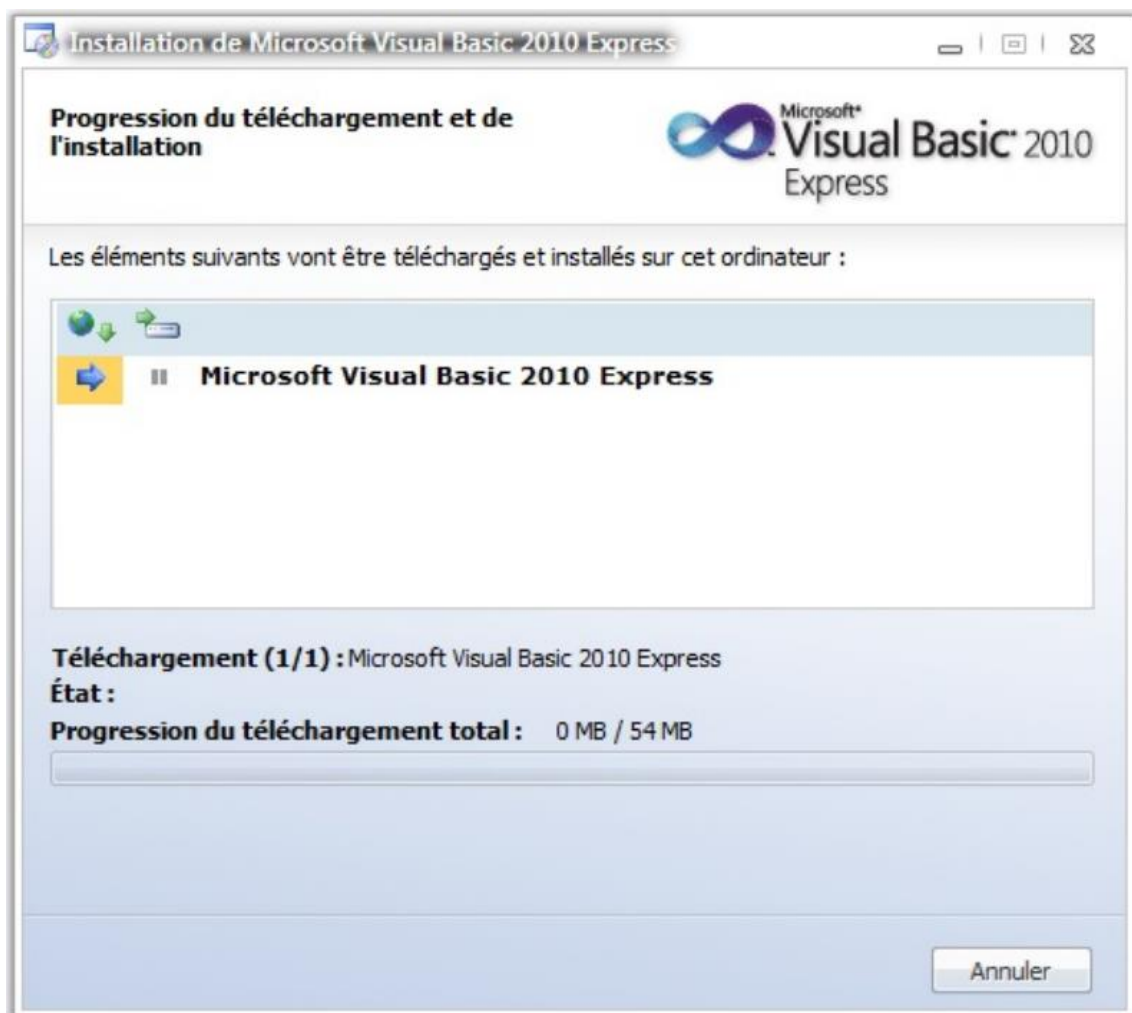 Installation de Microsoft Visual Basic 2010 Express
Progression du téléchargement et de
l'installation
Microsoft®
Visual Basic® 2010
Express
Les éléments suivants vont être téléchargés et installés sur cet ordinateur :
Microsoft Visual Basic 2010 Express
Téléchargement (1/1) : Microsoft Visual Basic 2010 Express
État :
Progression du téléchargement total : 0 MB / 54 MB
Annuler